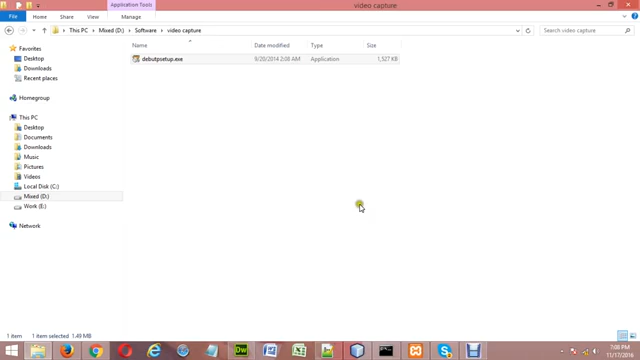 Application Tools
video capture
File
Home
Share
View
Manage
This PC
Mixed (D:)
Software
video capture
Search video capture
Name
Date modified
Type
Size
debutpsetup.exe
9/20/2014 2:08 AM
Application
1,527 KB
Favorites
Desktop
Downloads
Recent places
Homegroup
This PC
Desktop
Documents
Downloads
Music
Pictures
Videos
Local Disk (C:)
Mixed (D:)
Work (E:)
Network
1 item
1 item selected 1.49 MB
Dw
7:08 PM
11/17/2016